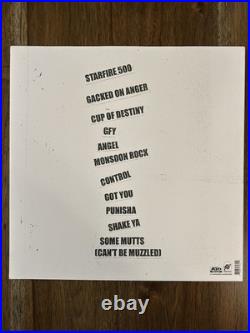 STARFIRE 500
GACKED ON ANGER
CUP OF DESTINY
GFY
ANGEL
MONSOON ROCK
CONTROL
GOT YOU
PUNISHA
SHAKE YA
SOME MUTTS
(CAN'T BE MUZZLED)